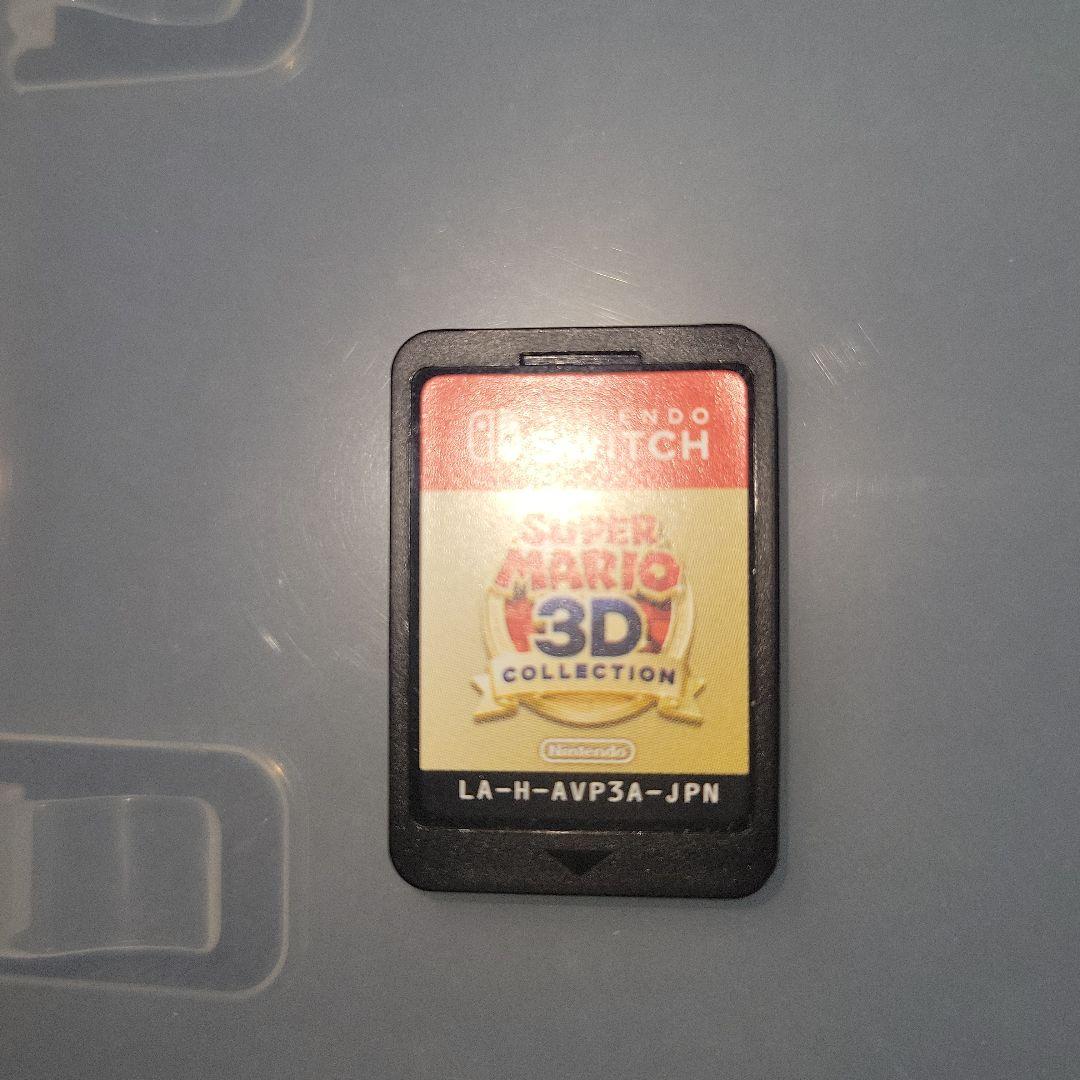 NINTENDO
SWITCH
SUPER
MARIO
3D
COLLECTION
Nintendo
LA-H-AVP3A-JPN